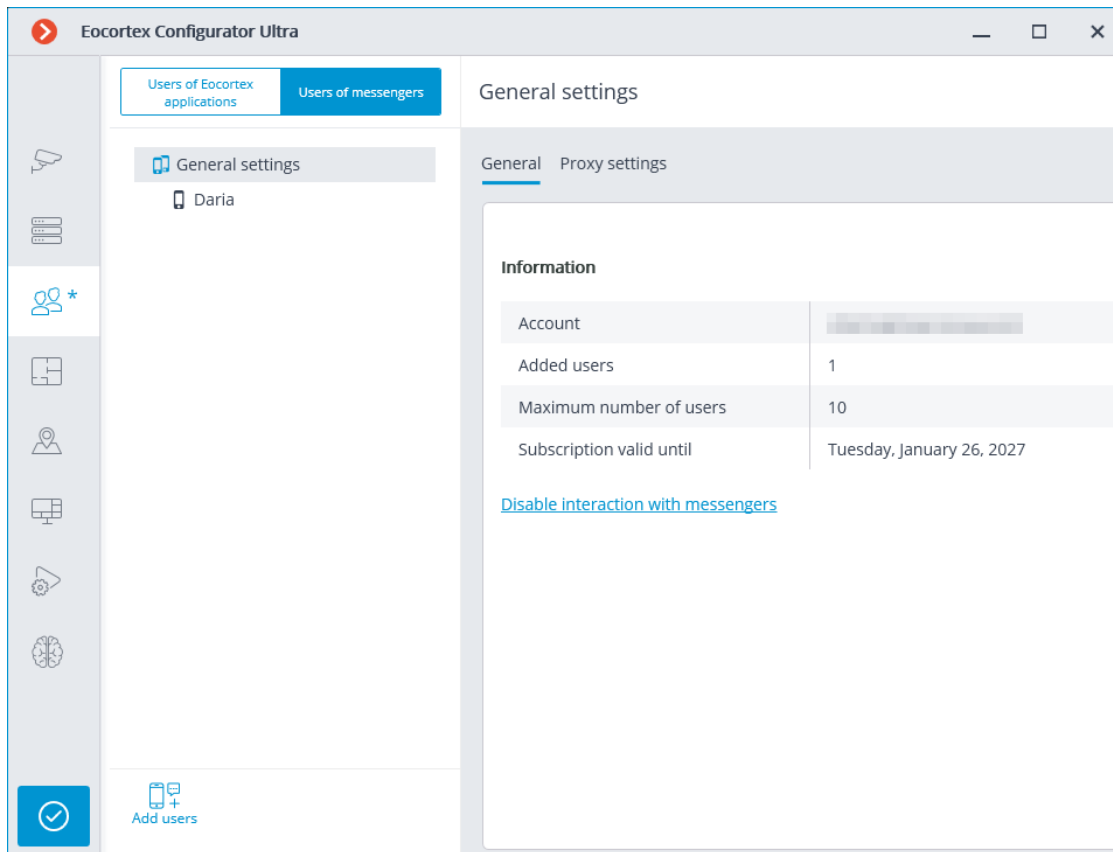 Eocortex Configurator Ultra
Users of Eocortex
applications
Users of messengers
General settings
Daria
Add users
General settings
General Proxy settings
Information
Account
Added users 1
Maximum number of users 10
Subscription valid until Tuesday, January 26, 2027
Disable interaction with messengers